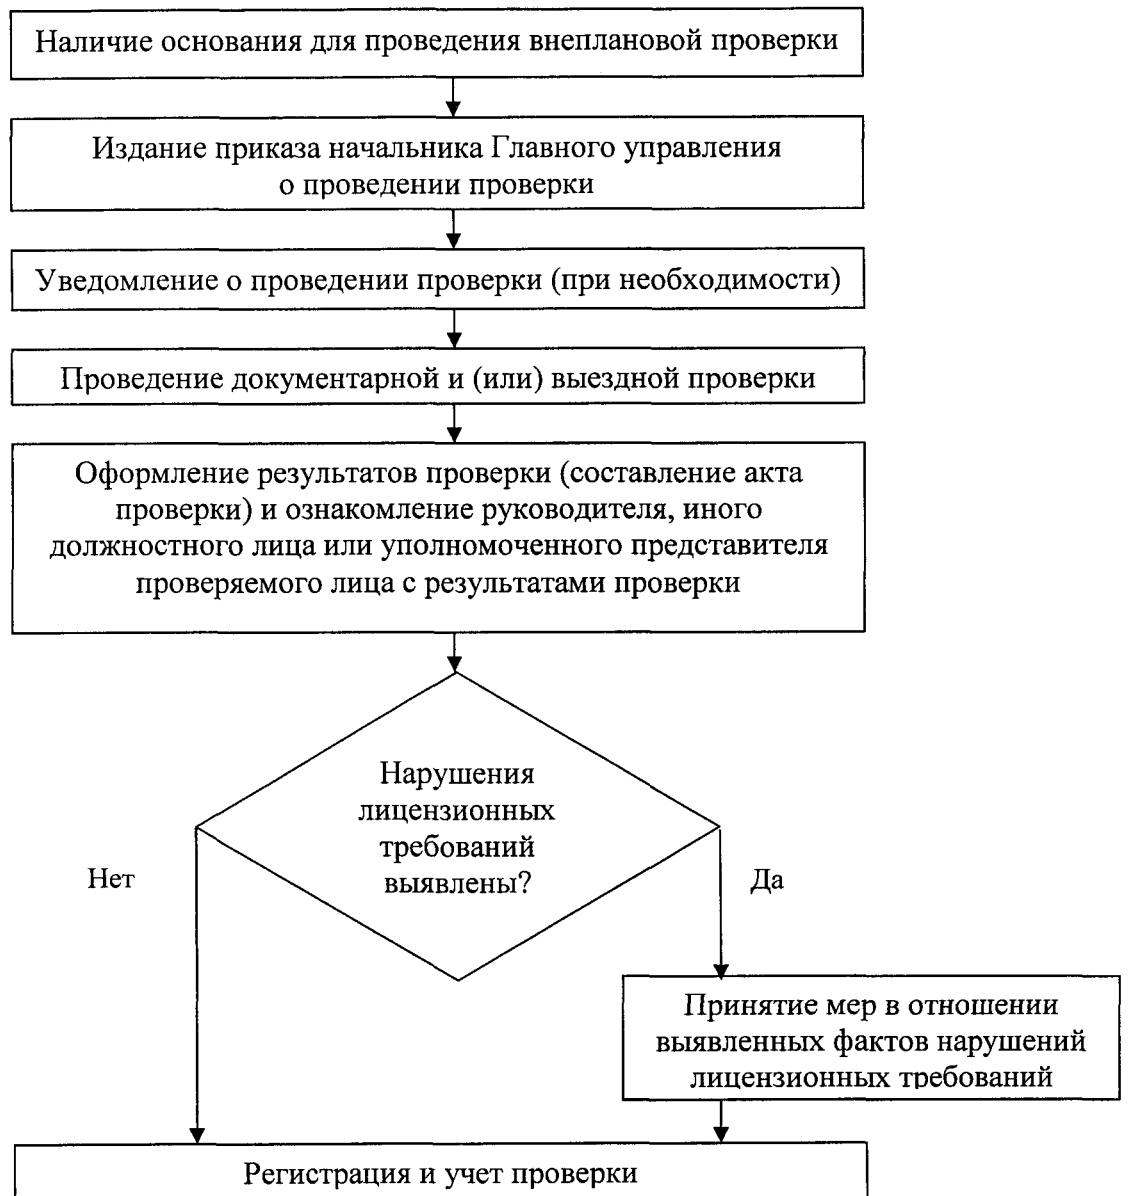 Наличие основания для проведения внеплановой проверки
Издание приказа начальника Главного управления
о проведении проверки
Уведомление о проведении проверки (при необходимости)
Проведение документарной и (или) выездной проверки
Оформление результатов проверки (составление акта
проверки) и ознакомление руководителя, иного
должностного лица или уполномоченного представителя
проверяемого лица с результатами проверки
Нарушения
лицензионных
требований
выявлены?
Нет
Да
Принятие мер в отношении
выявленных фактов нарушений
лицензионных требований
Регистрация и учет проверки